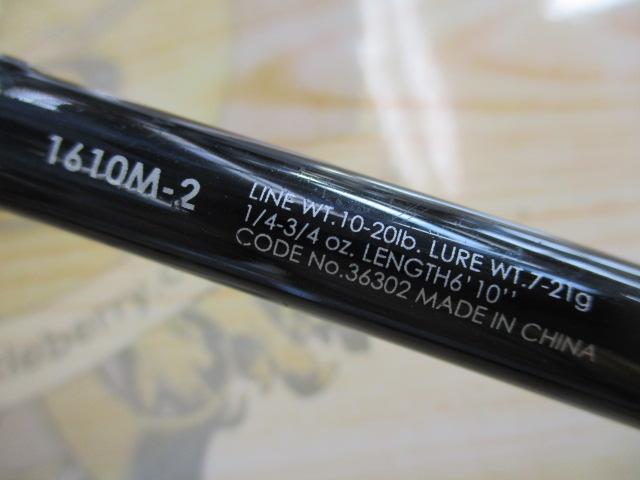 1610M-2
LINE WT.10-20lb. LURE WT.7-21g
1/4-3/4 oz. LENGTH6'10"
CODE No.36302 MADE IN CHINA